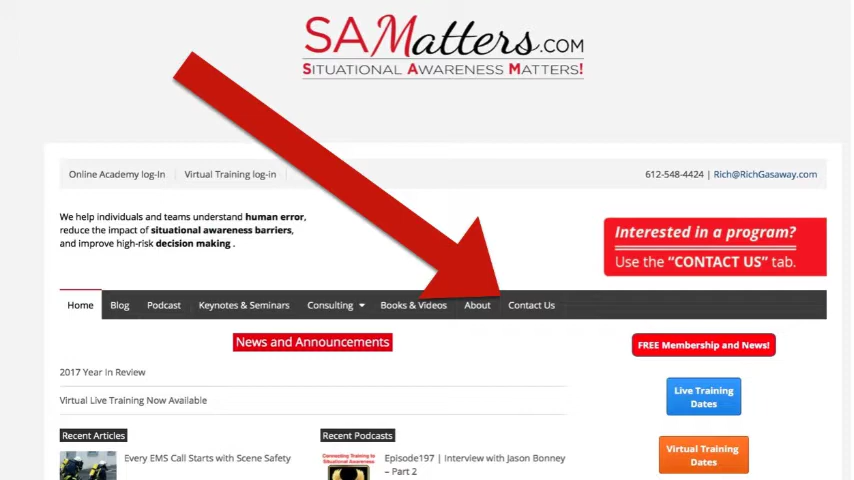 SAMatters.COM
SITUATIONAL AWARENESS MATTERS!
Online Academy log-In
Virtual Training log-in
612-548-4424 | Rich@RichGasaway.com
We help individuals and teams understand human error,
reduce the impact of situational awareness barriers,
and improve high-risk decision making .
Interested in a program?
Use the “CONTACT US” tab.
Home
Blog
Podcast
Keynotes & Seminars
Consulting
Books & Videos
About
Contact Us
News and Announcements
FREE Membership and News!
2017 Year In Review
Virtual Live Training Now Available
Live Training
Dates
Virtual Training
Dates
Recent Articles
Every EMS Call Starts with Scene Safety
Recent Podcasts
Connecting Training to
Situational Awareness
Episode197 | Interview with Jason Bonney
– Part 2